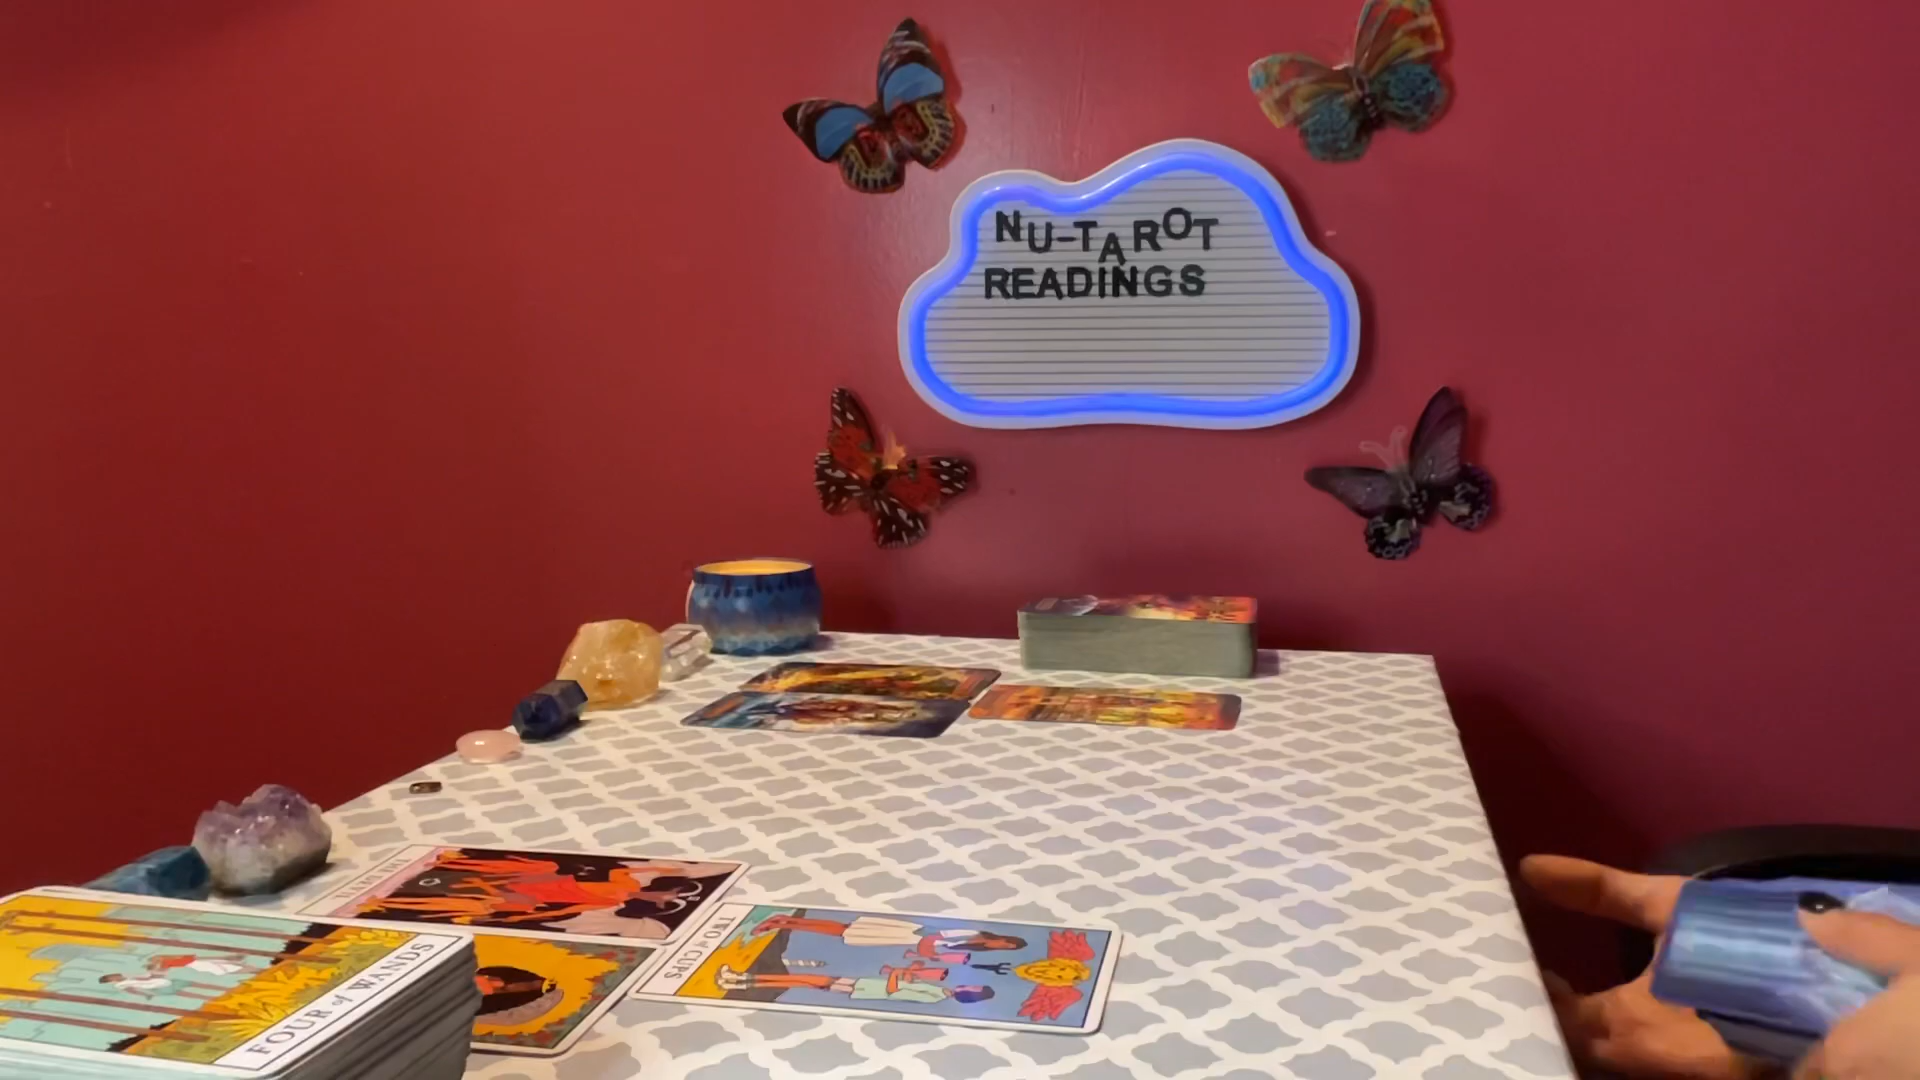 NU-TAROT
READINGS
TWO of CUPS
FOUR of WANDS